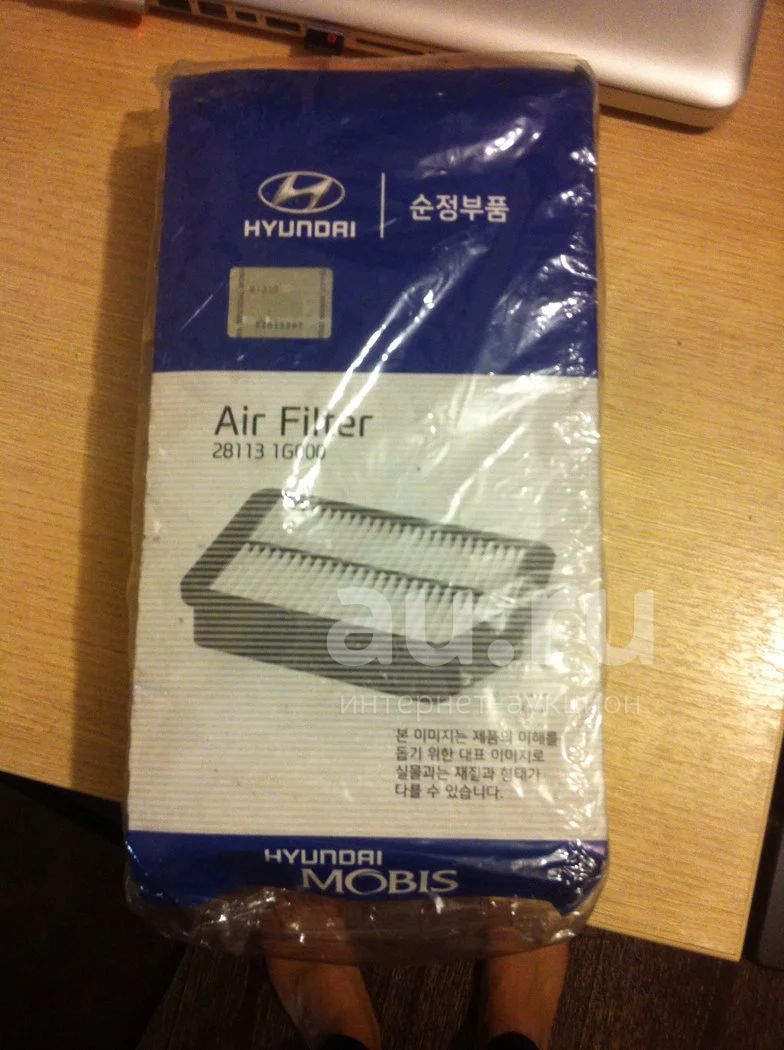 HYUNDAI
순정부품
Air Filter
28113 1G000
au.ru
интернет-аукцион
본 이미지는 제품의 이해를
돕기 위한 대표 이미지로
실물과는 재질과 형태가
다를 수 있습니다.
HYUNDAI
MOBIS